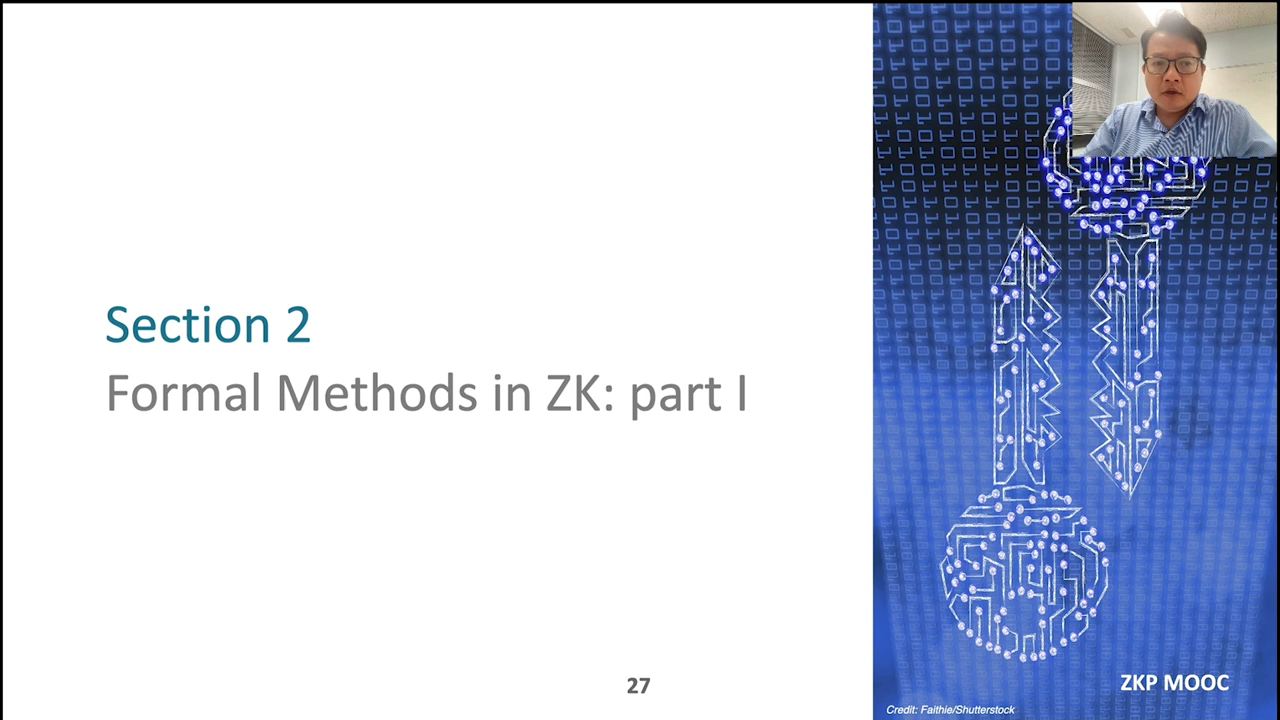 Section 2
Formal Methods in ZK: part I
27
ZKP MOOC
Credit: Faithie/Shutterstock